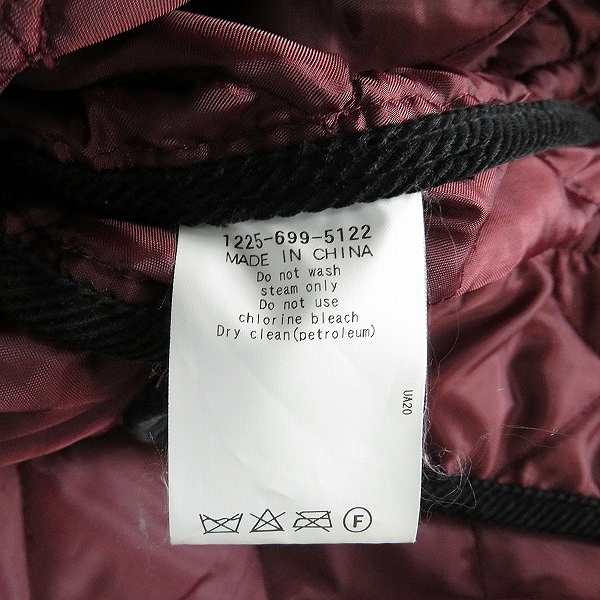 1225-699-5122
MADE IN CHINA
Do not wash
steam only
Do not use
chlorine bleach
Dry clean(petroleum)
UA20
F